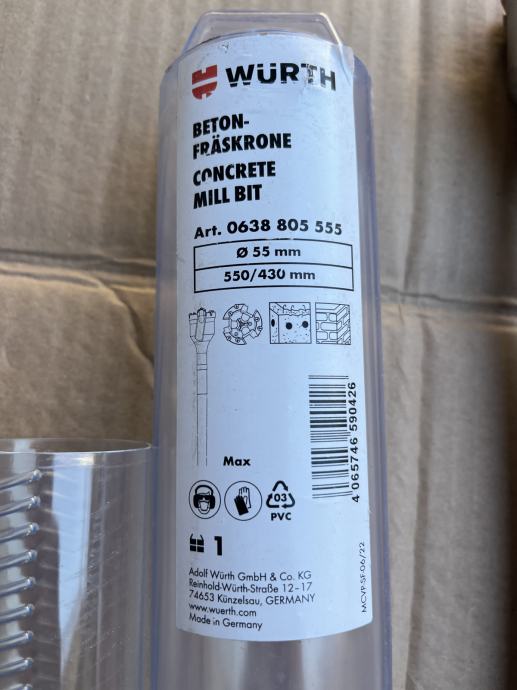 WÜRTH
BETON-
FRÄSKRONE
CONCRETE
MILL BIT
Art. 0638 805 555
Ø 55 mm
550/430 mm
Max
03
PVC
1
4 065746 590426
Adolf Würth GmbH & Co. KG
Reinhold-Würth-Straße 12–17
74653 Künzelsau, GERMANY
www.wuerth.com
Made in Germany
MCVP-SF-06/22